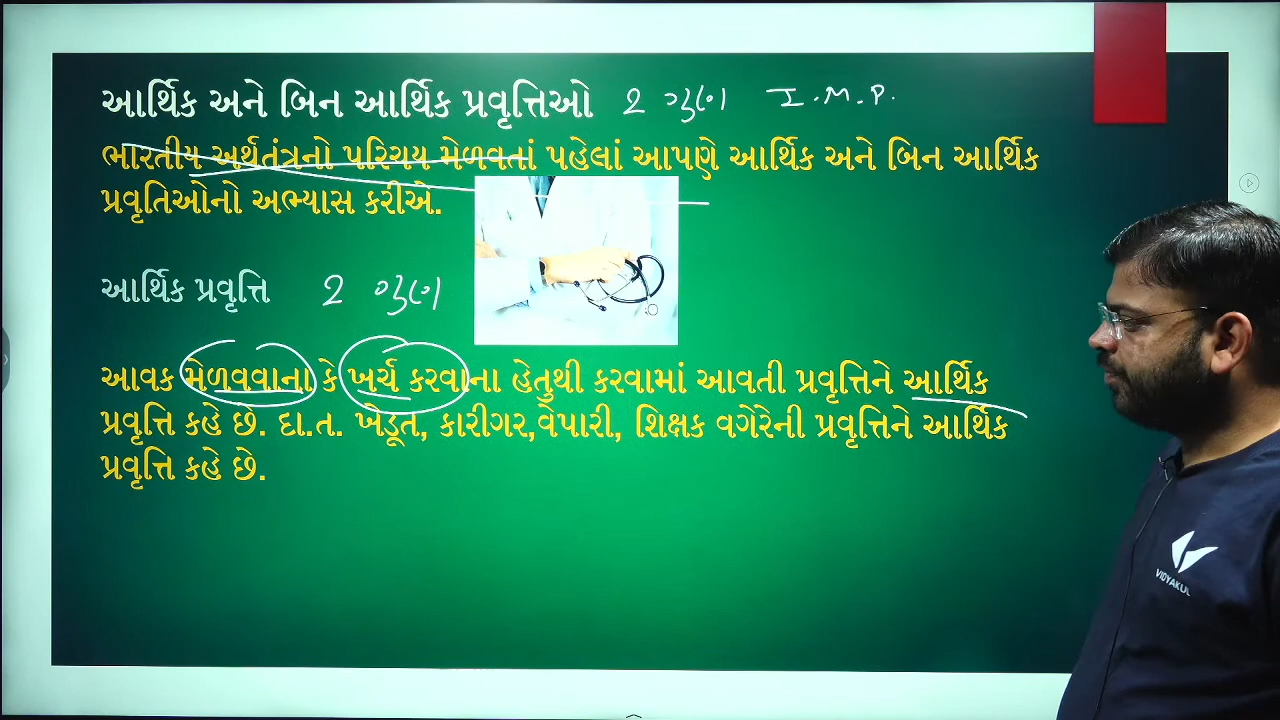 આર્થિક અને બિન આર્થિક પ્રવૃત્તિઓ 2 ગુણ I.M.P.
ભારતીય અર્થતંત્રનો પરિચય મેળવતાં પહેલાં આપણે આર્થિક અને બિન આર્થિક
પ્રવૃતિઓનો અભ્યાસ કરીએ.
આર્થિક પ્રવૃત્તિ 2 ગુણ
આવક મેળવવાના કે ખર્ચ કરવાના હેતુથી કરવામાં આવતી પ્રવૃત્તિને આર્થિક
પ્રવૃત્તિ કહે છે. દા.ત. ખેડૂત, કારીગર,વેપારી, શિક્ષક વગેરેની પ્રવૃત્તિને આર્થિક
પ્રવૃત્તિ કહે છે.
VIDYAKUL